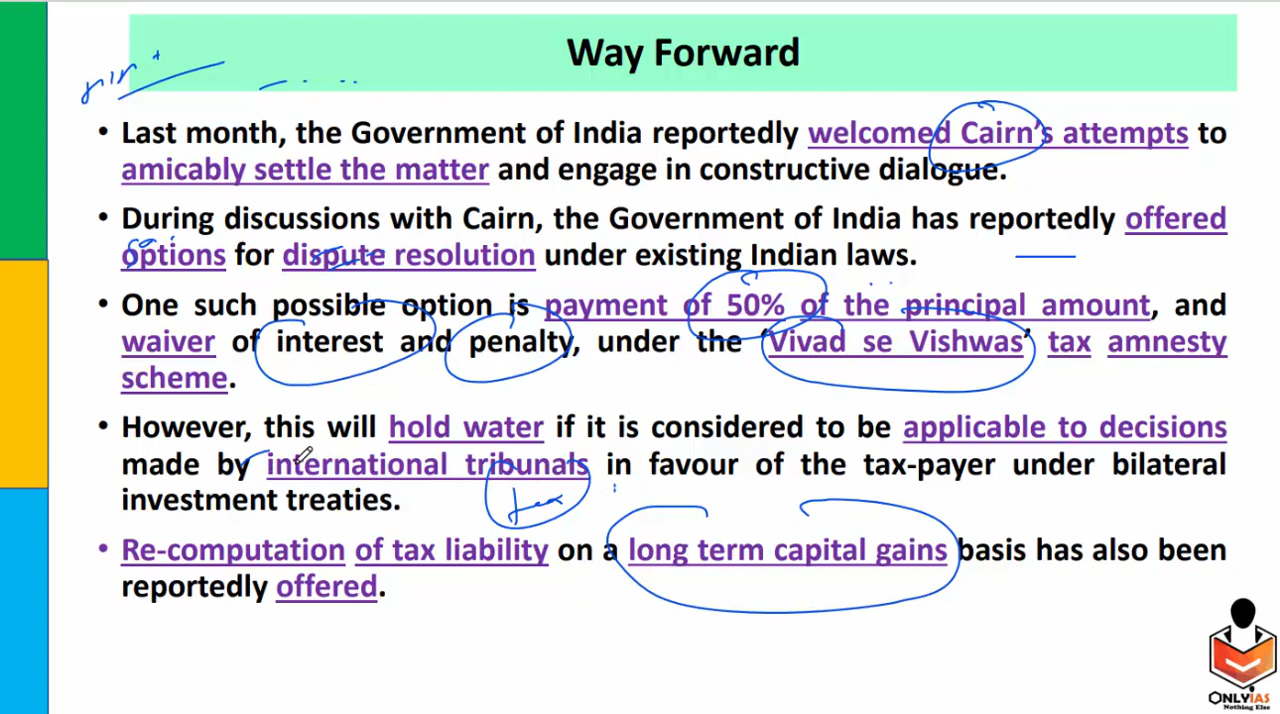 Way Forward
• Last month, the Government of India reportedly welcomed Cairn's attempts to
amicably settle the matter and engage in constructive dialogue.
• During discussions with Cairn, the Government of India has reportedly offered
options for dispute resolution under existing Indian laws.
• One such possible option is payment of 50% of the principal amount, and
waiver of interest and penalty, under the 'Vivad se Vishwas' tax amnesty
scheme.
• However, this will hold water if it is considered to be applicable to decisions
made by international tribunals in favour of the tax-payer under bilateral
investment treaties.
• Re-computation of tax liability on a long term capital gains basis has also been
reportedly offered.
ONLYIAS
Nothing Else